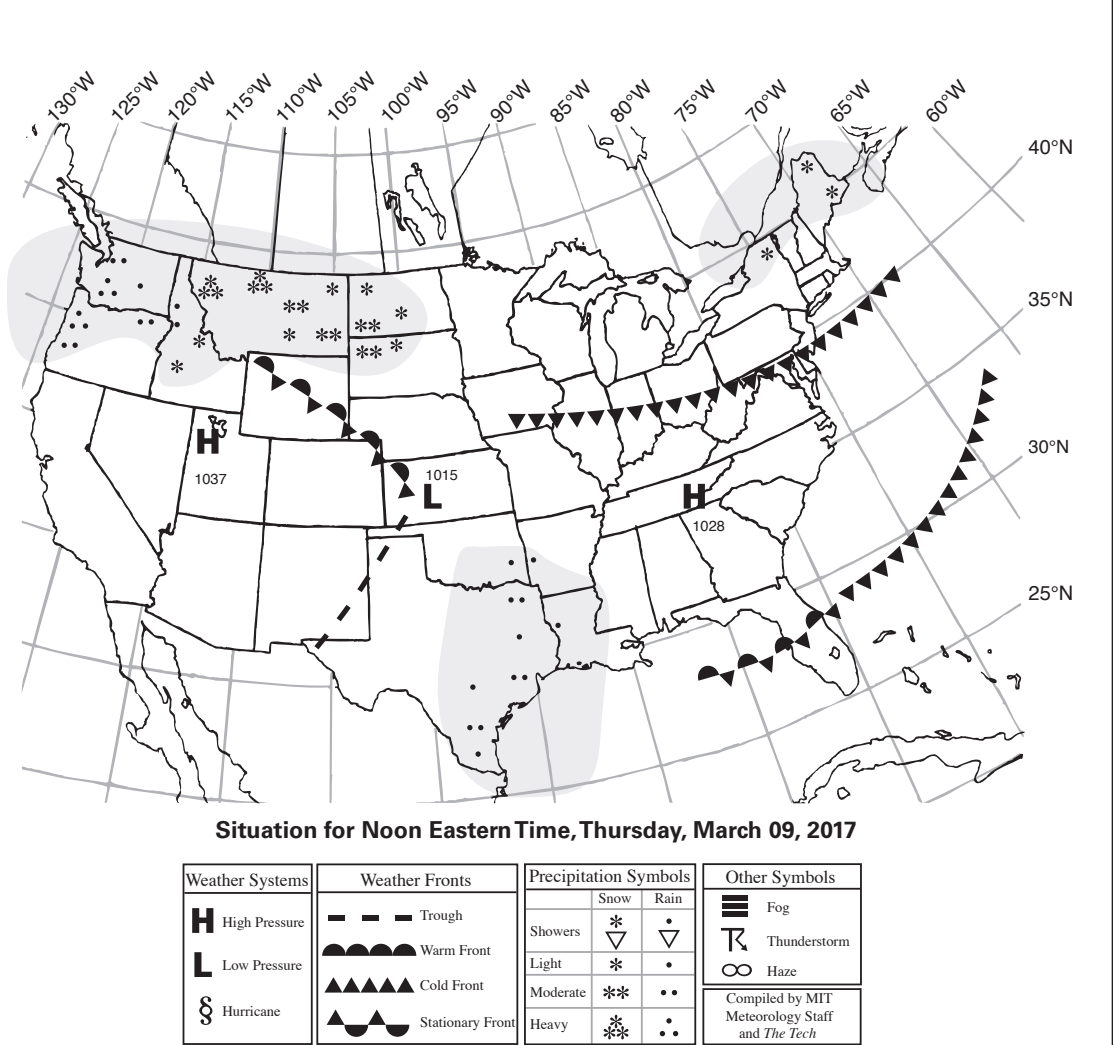 130°W 125°W 120°W 115°W 110°W 105°W 100°W 95°W 90°W 85°W 80°W 75°W 70°W 65°W 60°W
40°N
35°N
30°N
25°N
H
1037
1015
L
H
1028
Situation for Noon Eastern Time, Thursday, March 09, 2017
Weather Systems
H High Pressure
L Low Pressure
§ Hurricane
Weather Fronts
Trough
Warm Front
Cold Front
Stationary Front
Precipitation Symbols
Snow Rain
Showers
Light
Moderate
Heavy
Other Symbols
Fog
Thunderstorm
Haze
Compiled by MIT
Meteorology Staff
and The Tech